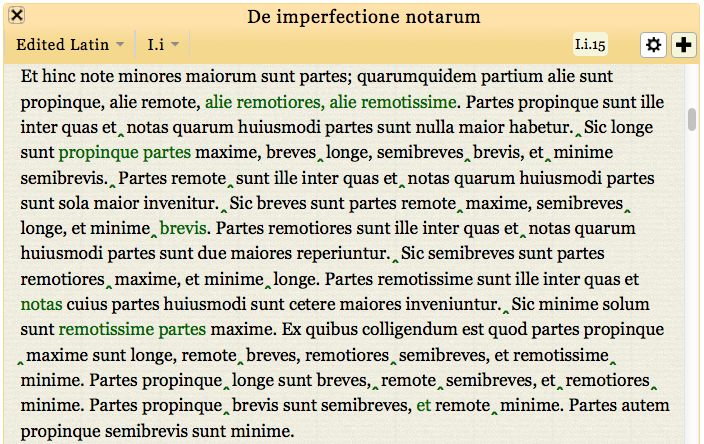 De imperfectione notarum
Edited Latin I.i I.i.15
Et hinc note minores maiorum sunt partes; quarumquidem partium alie sunt
propinque, alie remote, alie remotiores, alie remotissime. Partes propinque sunt ille
inter quas et‸notas quarum huiusmodi partes sunt nulla maior habetur.‸Sic longe
sunt propinque partes maxime, breves‸longe, semibreves‸brevis, et‸minime
semibrevis.‸Partes remote‸sunt ille inter quas et‸notas quarum huiusmodi partes
sunt sola maior invenitur.‸Sic breves sunt partes remote‸maxime, semibreves‸
longe, et minime‸brevis. Partes remotiores sunt ille inter quas et‸notas quarum
huiusmodi partes sunt due maiores reperiuntur.‸Sic semibreves sunt partes
remotiores‸maxime, et minime‸longe. Partes remotissime sunt ille inter quas et
notas cuius partes huiusmodi sunt cetere maiores inveniuntur.‸Sic minime solum
sunt remotissime partes maxime. Ex quibus colligendum est quod partes propinque
‸maxime sunt longe, remote‸breves, remotiores‸semibreves, et remotissime‸
minime. Partes propinque‸longe sunt breves,‸remote‸semibreves, et‸remotiores‸
minime. Partes propinque‸brevis sunt semibreves, et remote‸minime. Partes autem
propinque semibrevis sunt minime.